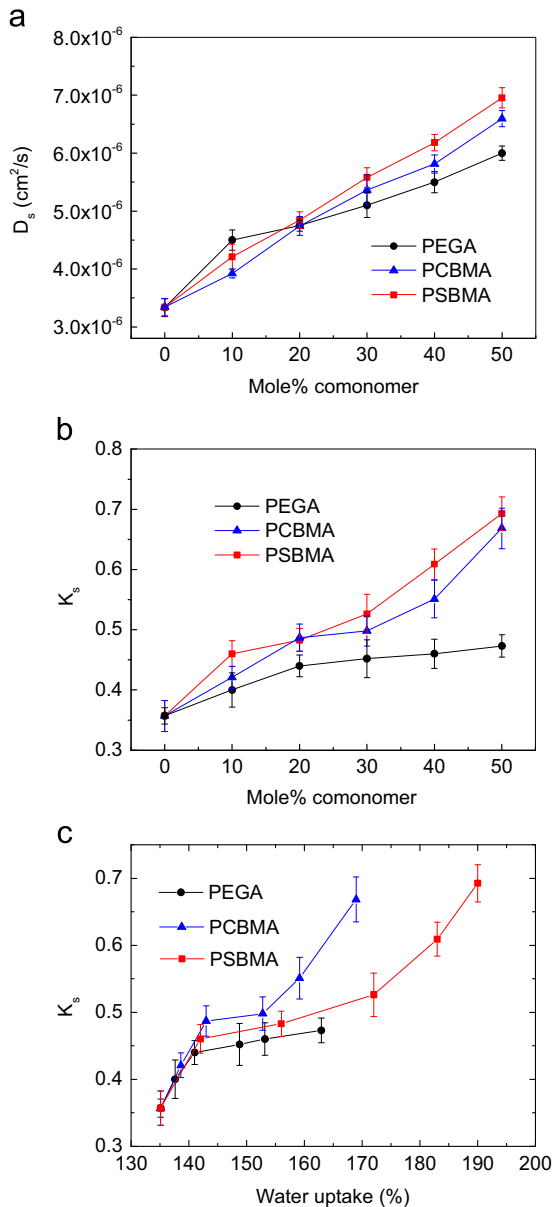 a
8.0x10⁻⁶
7.0x10⁻⁶
6.0x10⁻⁶
5.0x10⁻⁶
4.0x10⁻⁶
3.0x10⁻⁶
Dₛ (cm²/s)
PEGA
PCBMA
PSBMA
0 10 20 30 40 50
Mole% comonomer
b
0.8
0.7
0.6
0.5
0.4
0.3
Kₛ
PEGA
PCBMA
PSBMA
0 10 20 30 40 50
Mole% comonomer
c
0.7
0.6
0.5
0.4
0.3
Kₛ
PEGA
PCBMA
PSBMA
130 140 150 160 170 180 190 200
Water uptake (%)